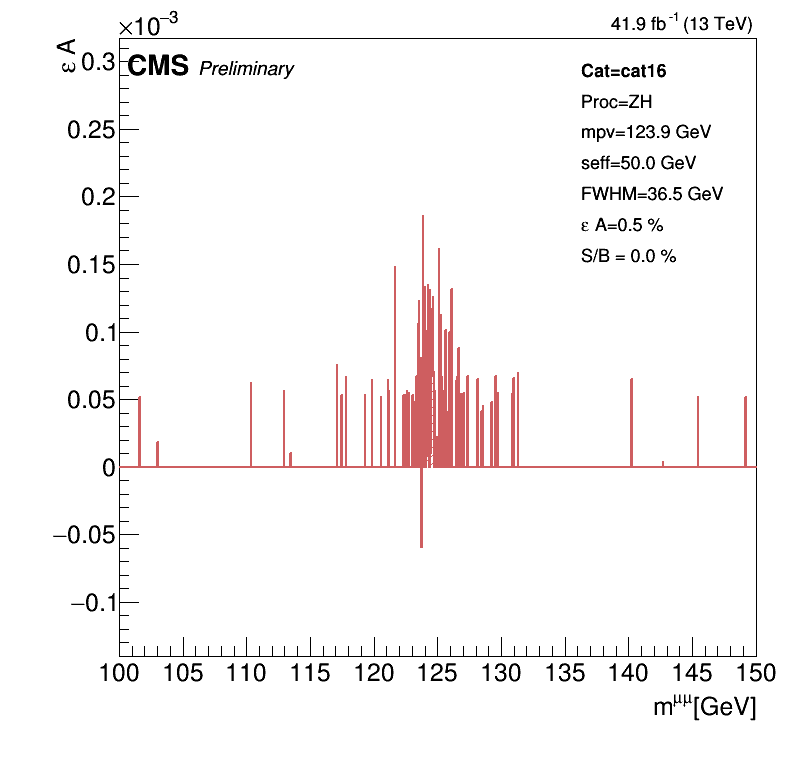 ×10⁻³
41.9 fb⁻¹ (13 TeV)
ε A
CMS Preliminary
Cat=cat16
Proc=ZH
mpv=123.9 GeV
seff=50.0 GeV
FWHM=36.5 GeV
ε A=0.5 %
S/B = 0.0 %
0.3
0.25
0.2
0.15
0.1
0.05
0
−0.05
−0.1
100 105 110 115 120 125 130 135 140 145 150
m^μμ[GeV]